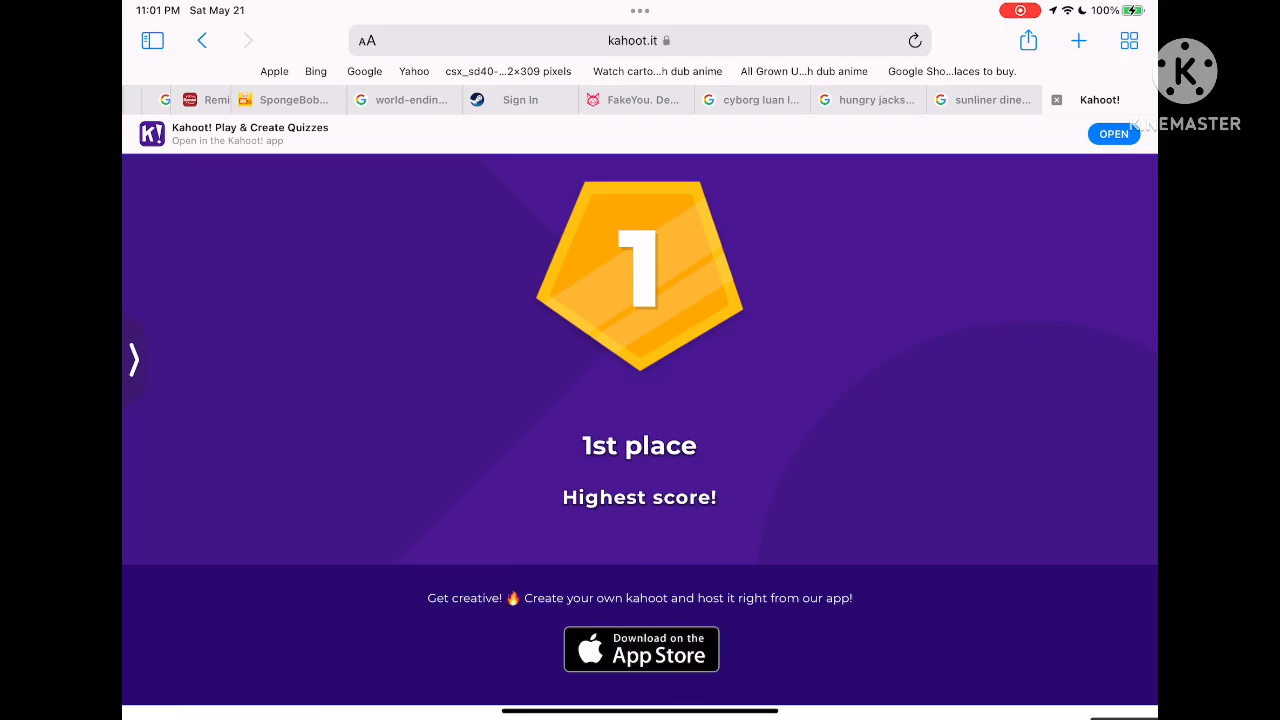 11:01 PM Sat May 21
100%
AA
kahoot.it
Apple
Bing
Google
Yahoo
csx_sd40-...2×309 pixels
Watch carto....h dub anime
All Grown U...h dub anime
Google Sho...laces to buy.
Remi
SpongeBob...
world-endin...
Sign In
FakeYou. De...
cyborg luan l...
hungry jacks...
sunliner dine...
Kahoot!
K!
Kahoot! Play & Create Quizzes
Open in the Kahoot! app
OPEN
K
KINEMASTER
1
1st place
Highest score!
Get creative! 🔥 Create your own kahoot and host it right from our app!
Download on the
App Store